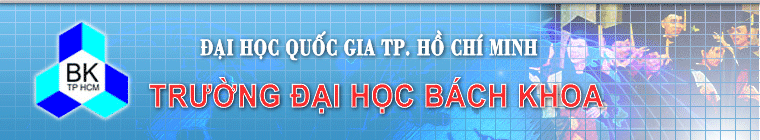 BK
TP HCM
ĐẠI HỌC QUỐC GIA TP. HỒ CHÍ MINH
TRƯỜNG ĐẠI HỌC BÁCH KHOA